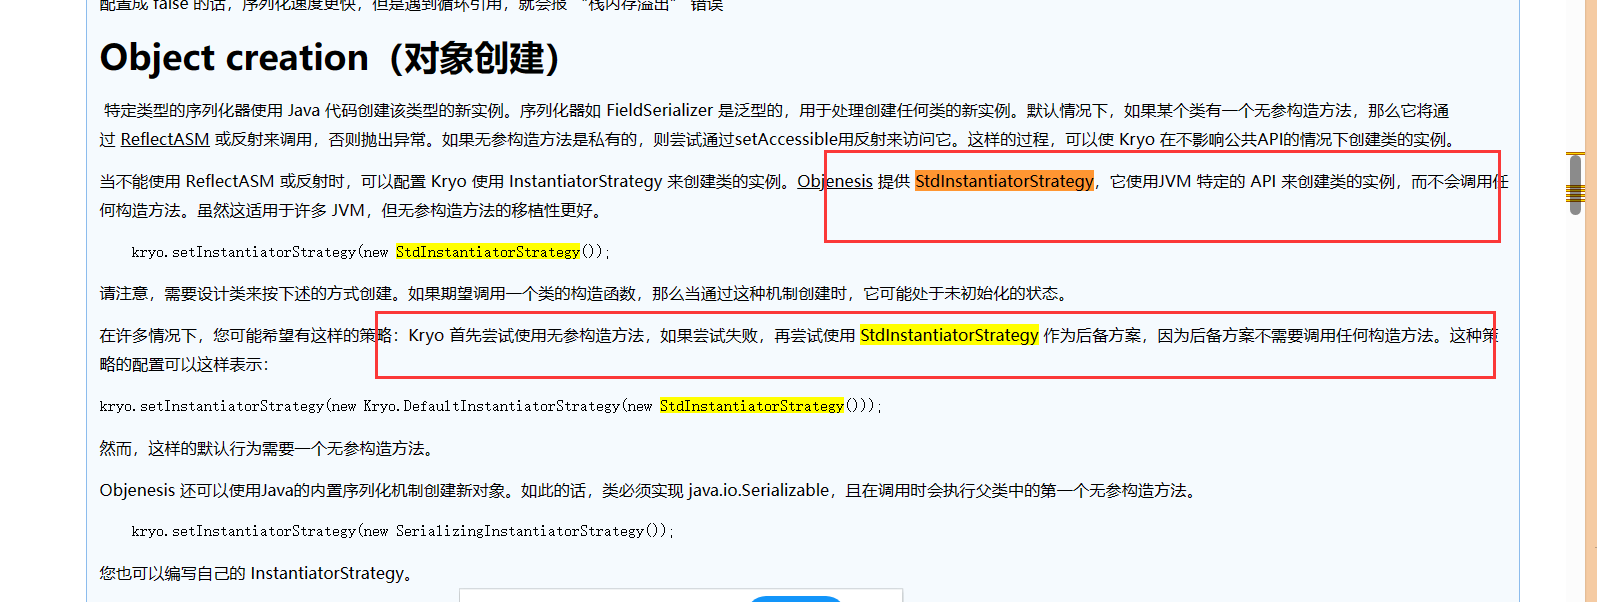 配置成 false 的话，序列化速度更快，但是遇到循环引用，就会报 “栈内存溢出” 错误
Object creation（对象创建）
特定类型的序列化器使用 Java 代码创建该类型的新实例。序列化器如 FieldSerializer 是泛型的，用于处理创建任何类的新实例。默认情况下，如果某个类有一个无参构造方法，那么它将通
过 ReflectASM 或反射来调用，否则抛出异常。如果无参构造方法是私有的，则尝试通过setAccessible用反射来访问它。这样的过程，可以使 Kryo 在不影响公共API的情况下创建类的实例。
当不能使用 ReflectASM 或反射时，可以配置 Kryo 使用 InstantiatorStrategy 来创建类的实例。Objenesis 提供 StdInstantiatorStrategy，它使用JVM 特定的 API 来创建类的实例，而不会调用任
何构造方法。虽然这适用于许多 JVM，但无参构造方法的移植性更好。
kryo.setInstantiatorStrategy(new StdInstantiatorStrategy());
请注意，需要设计类来按下述的方式创建。如果期望调用一个类的构造函数，那么当通过这种机制创建时，它可能处于未初始化的状态。
在许多情况下，您可能希望有这样的策略：Kryo 首先尝试使用无参构造方法，如果尝试失败，再尝试使用 StdInstantiatorStrategy 作为后备方案，因为后备方案不需要调用任何构造方法。这种策
略的配置可以这样表示：
kryo.setInstantiatorStrategy(new Kryo.DefaultInstantiatorStrategy(new StdInstantiatorStrategy()));
然而，这样的默认行为需要一个无参构造方法。
Objenesis 还可以使用Java的内置序列化机制创建新对象。如此的话，类必须实现 java.io.Serializable，且在调用时会执行父类中的第一个无参构造方法。
kryo.setInstantiatorStrategy(new SerializingInstantiatorStrategy());
您也可以编写自己的 InstantiatorStrategy。